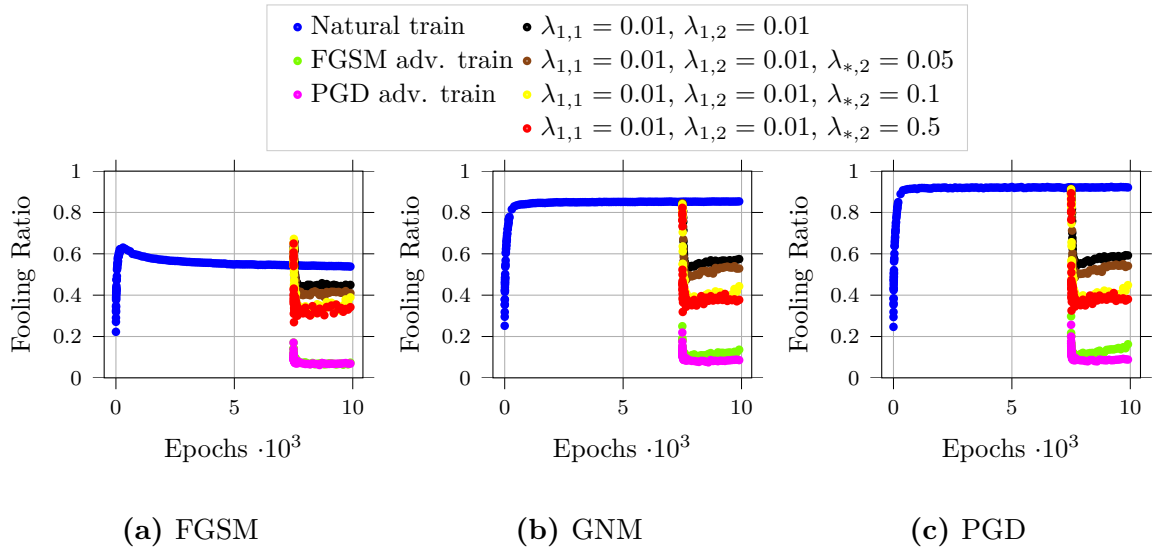 Natural train
FGSM adv. train
PGD adv. train
λ₁,₁ = 0.01, λ₁,₂ = 0.01
λ₁,₁ = 0.01, λ₁,₂ = 0.01, λ∗,₂ = 0.05
λ₁,₁ = 0.01, λ₁,₂ = 0.01, λ∗,₂ = 0.1
λ₁,₁ = 0.01, λ₁,₂ = 0.01, λ∗,₂ = 0.5
Fooling Ratio
1
0.8
0.6
0.4
0.2
0
0
5
10
Epochs ·10³
(a) FGSM
Fooling Ratio
1
0.8
0.6
0.4
0.2
0
0
5
10
Epochs ·10³
(b) GNM
Fooling Ratio
1
0.8
0.6
0.4
0.2
0
0
5
10
Epochs ·10³
(c) PGD